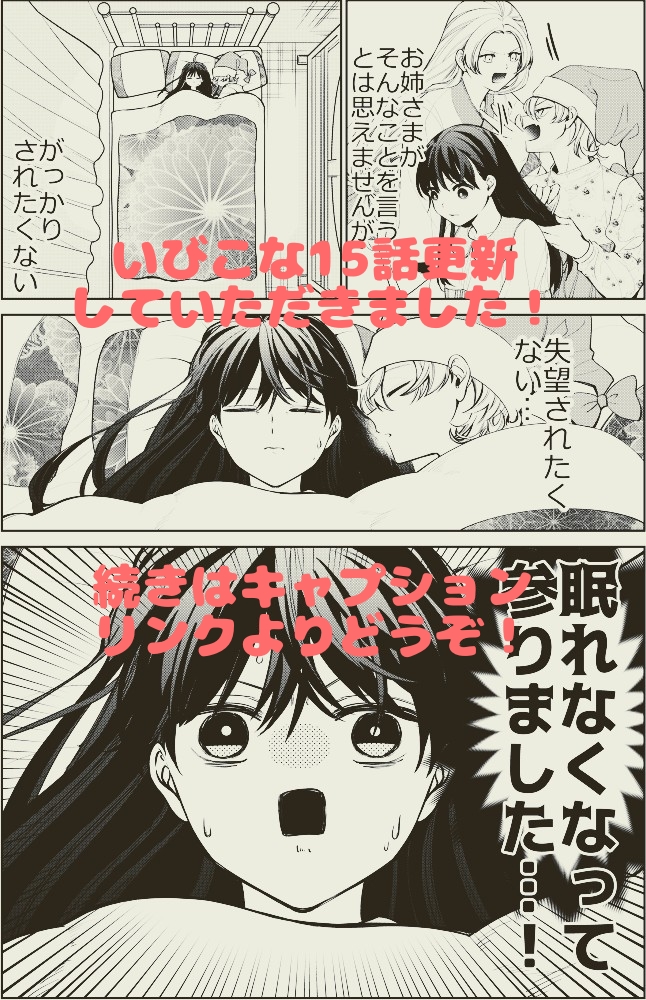 お姉さまが
そんなことを言う
とは思えませんが
がっかり
されたくない
いびこな15話更新
していただきました！
失望されたく
ない…
続きはキャプション
リンクよりどうぞ！
眠れなくなって
参りました…！